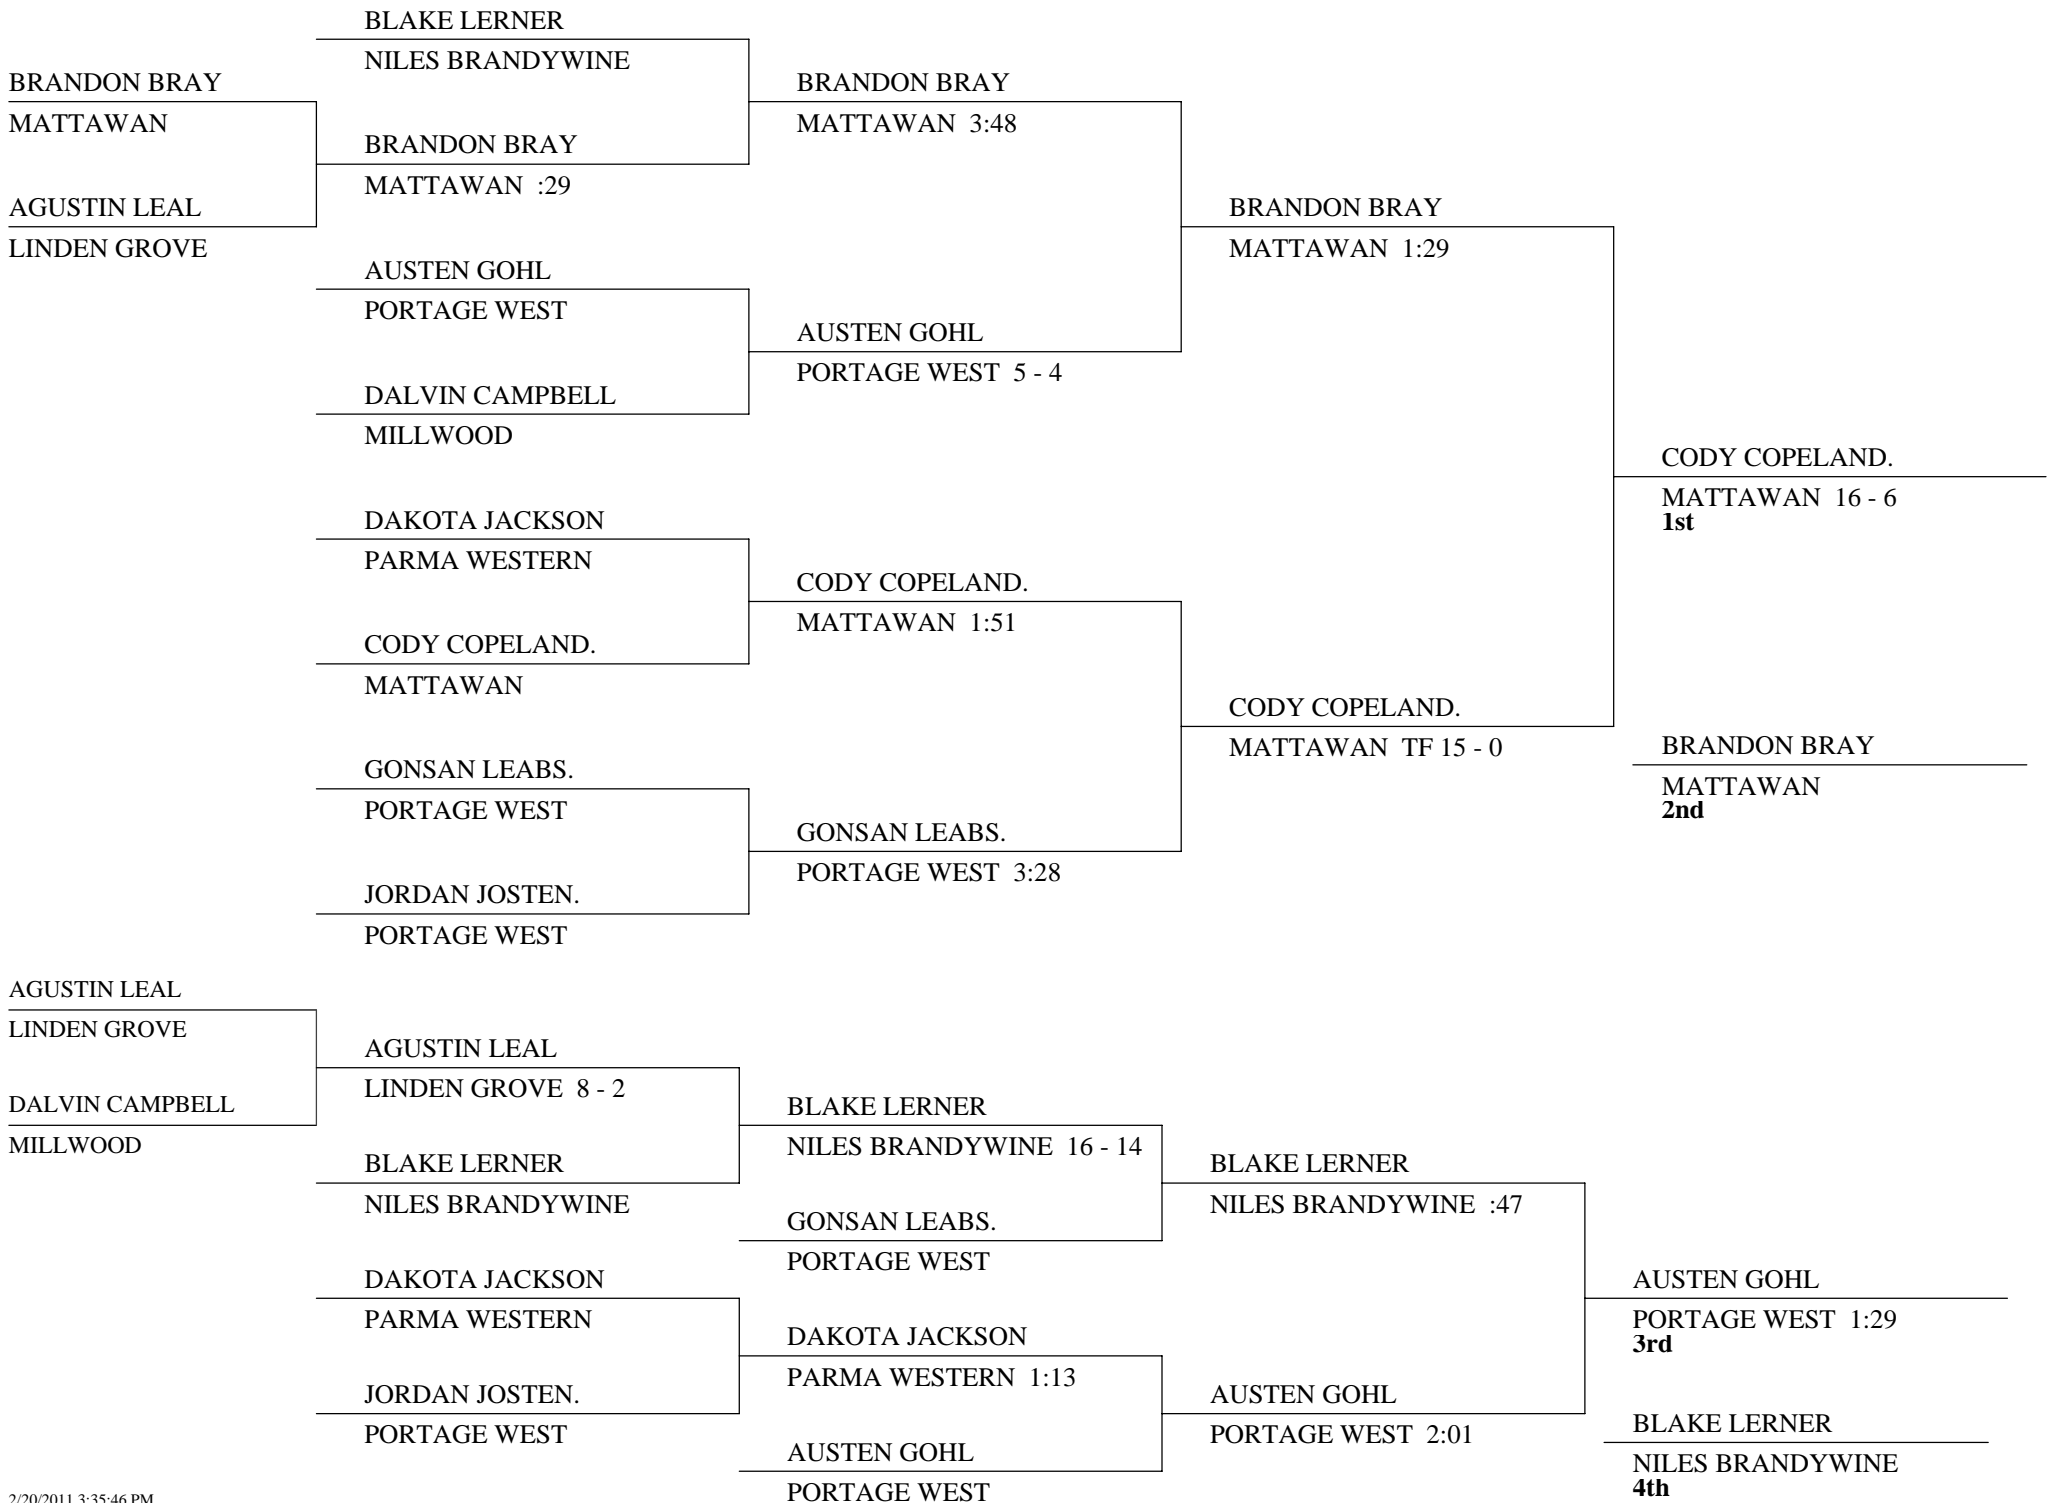 BLAKE LERNER
NILES BRANDYWINE
BRANDON BRAY
MATTAWAN
BRANDON BRAY
MATTAWAN 3:48
BRANDON BRAY
MATTAWAN :29
AGUSTIN LEAL
LINDEN GROVE
BRANDON BRAY
MATTAWAN 1:29
AUSTEN GOHL
PORTAGE WEST
AUSTEN GOHL
PORTAGE WEST 5 - 4
DALVIN CAMPBELL
MILLWOOD
CODY COPELAND.
MATTAWAN 16 - 6
1st
DAKOTA JACKSON
PARMA WESTERN
CODY COPELAND.
MATTAWAN 1:51
CODY COPELAND.
MATTAWAN
CODY COPELAND.
MATTAWAN TF 15 - 0
BRANDON BRAY
MATTAWAN
2nd
GONSAN LEABS.
PORTAGE WEST
GONSAN LEABS.
PORTAGE WEST 3:28
JORDAN JOSTEN.
PORTAGE WEST
AGUSTIN LEAL
LINDEN GROVE
AGUSTIN LEAL
LINDEN GROVE 8 - 2
DALVIN CAMPBELL
MILLWOOD
BLAKE LERNER
NILES BRANDYWINE 16 - 14
BLAKE LERNER
NILES BRANDYWINE
BLAKE LERNER
NILES BRANDYWINE :47
GONSAN LEABS.
PORTAGE WEST
DAKOTA JACKSON
PARMA WESTERN
AUSTEN GOHL
PORTAGE WEST 1:29
3rd
DAKOTA JACKSON
PARMA WESTERN 1:13
JORDAN JOSTEN.
PORTAGE WEST
AUSTEN GOHL
PORTAGE WEST 2:01
BLAKE LERNER
NILES BRANDYWINE
4th
AUSTEN GOHL
PORTAGE WEST
2/20/2011 3:35:46 PM